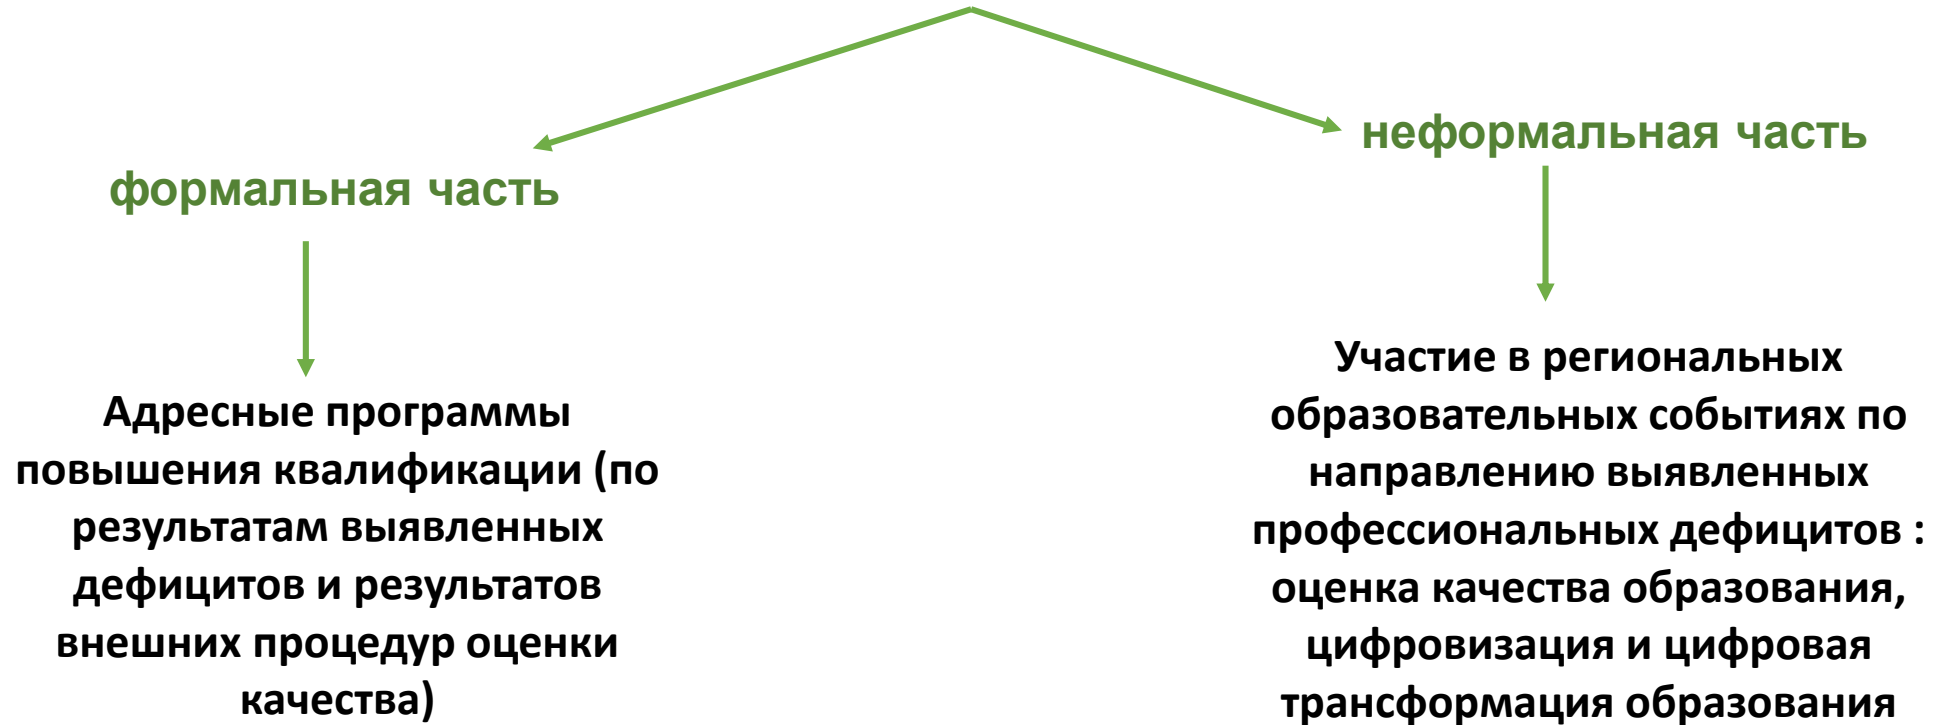 формальная часть
Адресные программы
повышения квалификации (по
результатам выявленных
дефицитов и результатов
внешних процедур оценки
качества)
неформальная часть
Участие в региональных
образовательных событиях по
направлению выявленных
профессиональных дефицитов :
оценка качества образования,
цифровизация и цифровая
трансформация образования